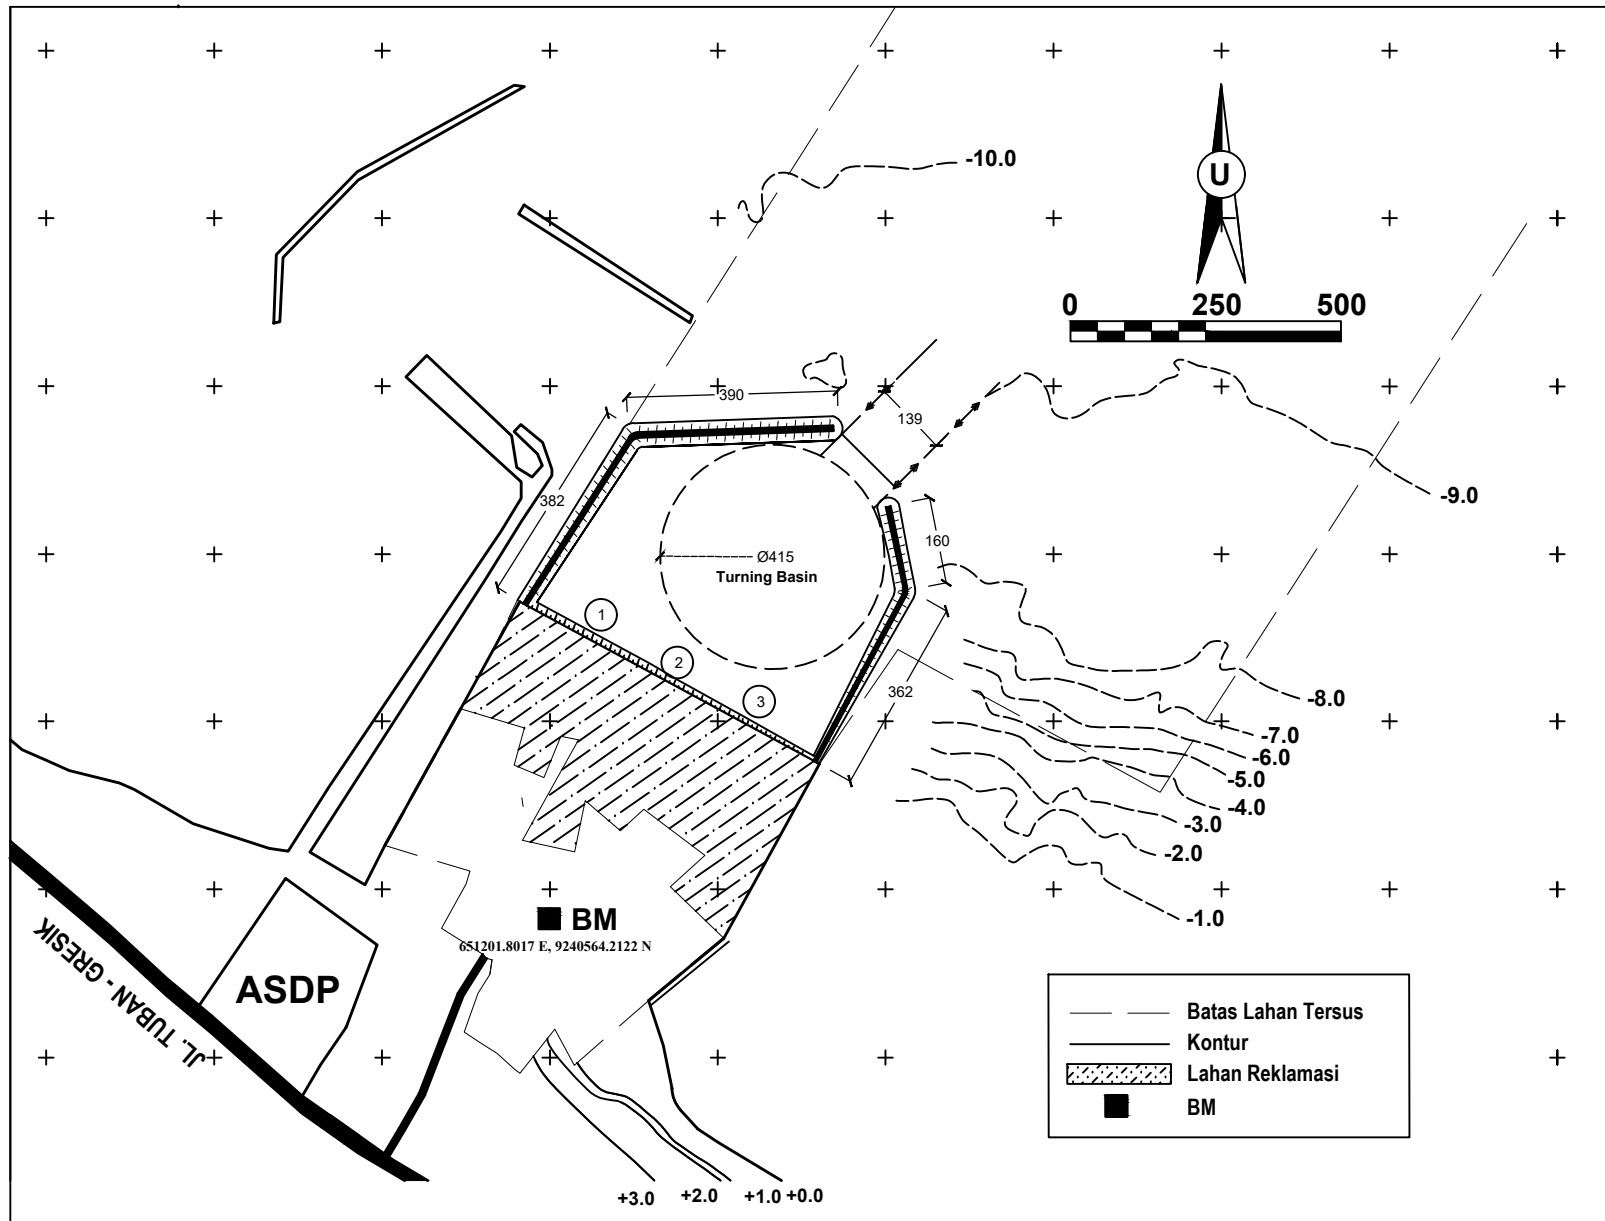 -10.0
U
0 250 500
390
139
382
-9.0
160
Ø415
Turning Basin
1
2
3
362
-8.0
-7.0
-6.0
-5.0
-4.0
-3.0
-2.0
-1.0
BM
651201.8017 E, 9240564.2122 N
ASDP
JL. TUBAN - GRESIK
Batas Lahan Tersus
Kontur
Lahan Reklamasi
BM
+3.0 +2.0 +1.0 +0.0